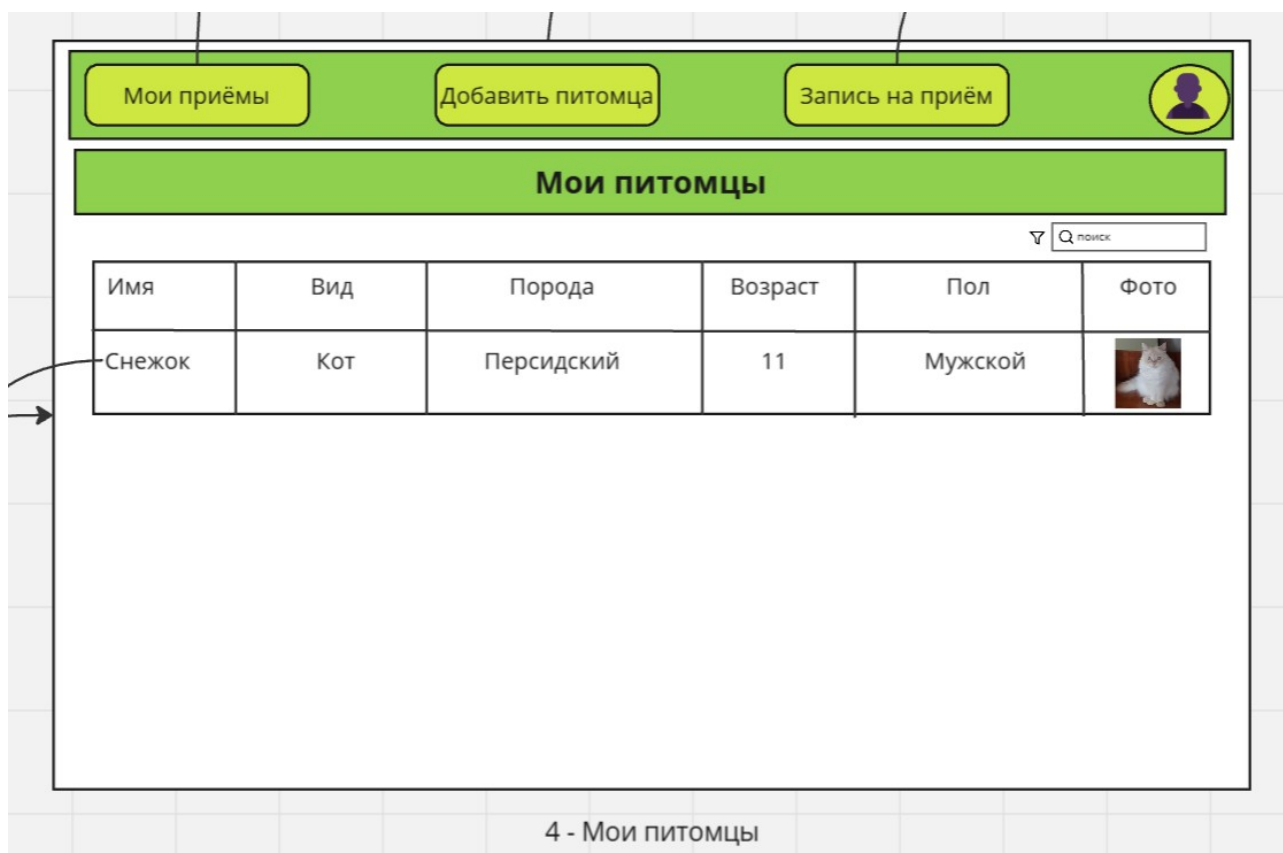 Мои приёмы Добавить питомца Запись на приём
Мои питомцы
поиск
Имя Вид Порода Возраст Пол Фото
Снежок Кот Персидский 11 Мужской
4 - Мои питомцы